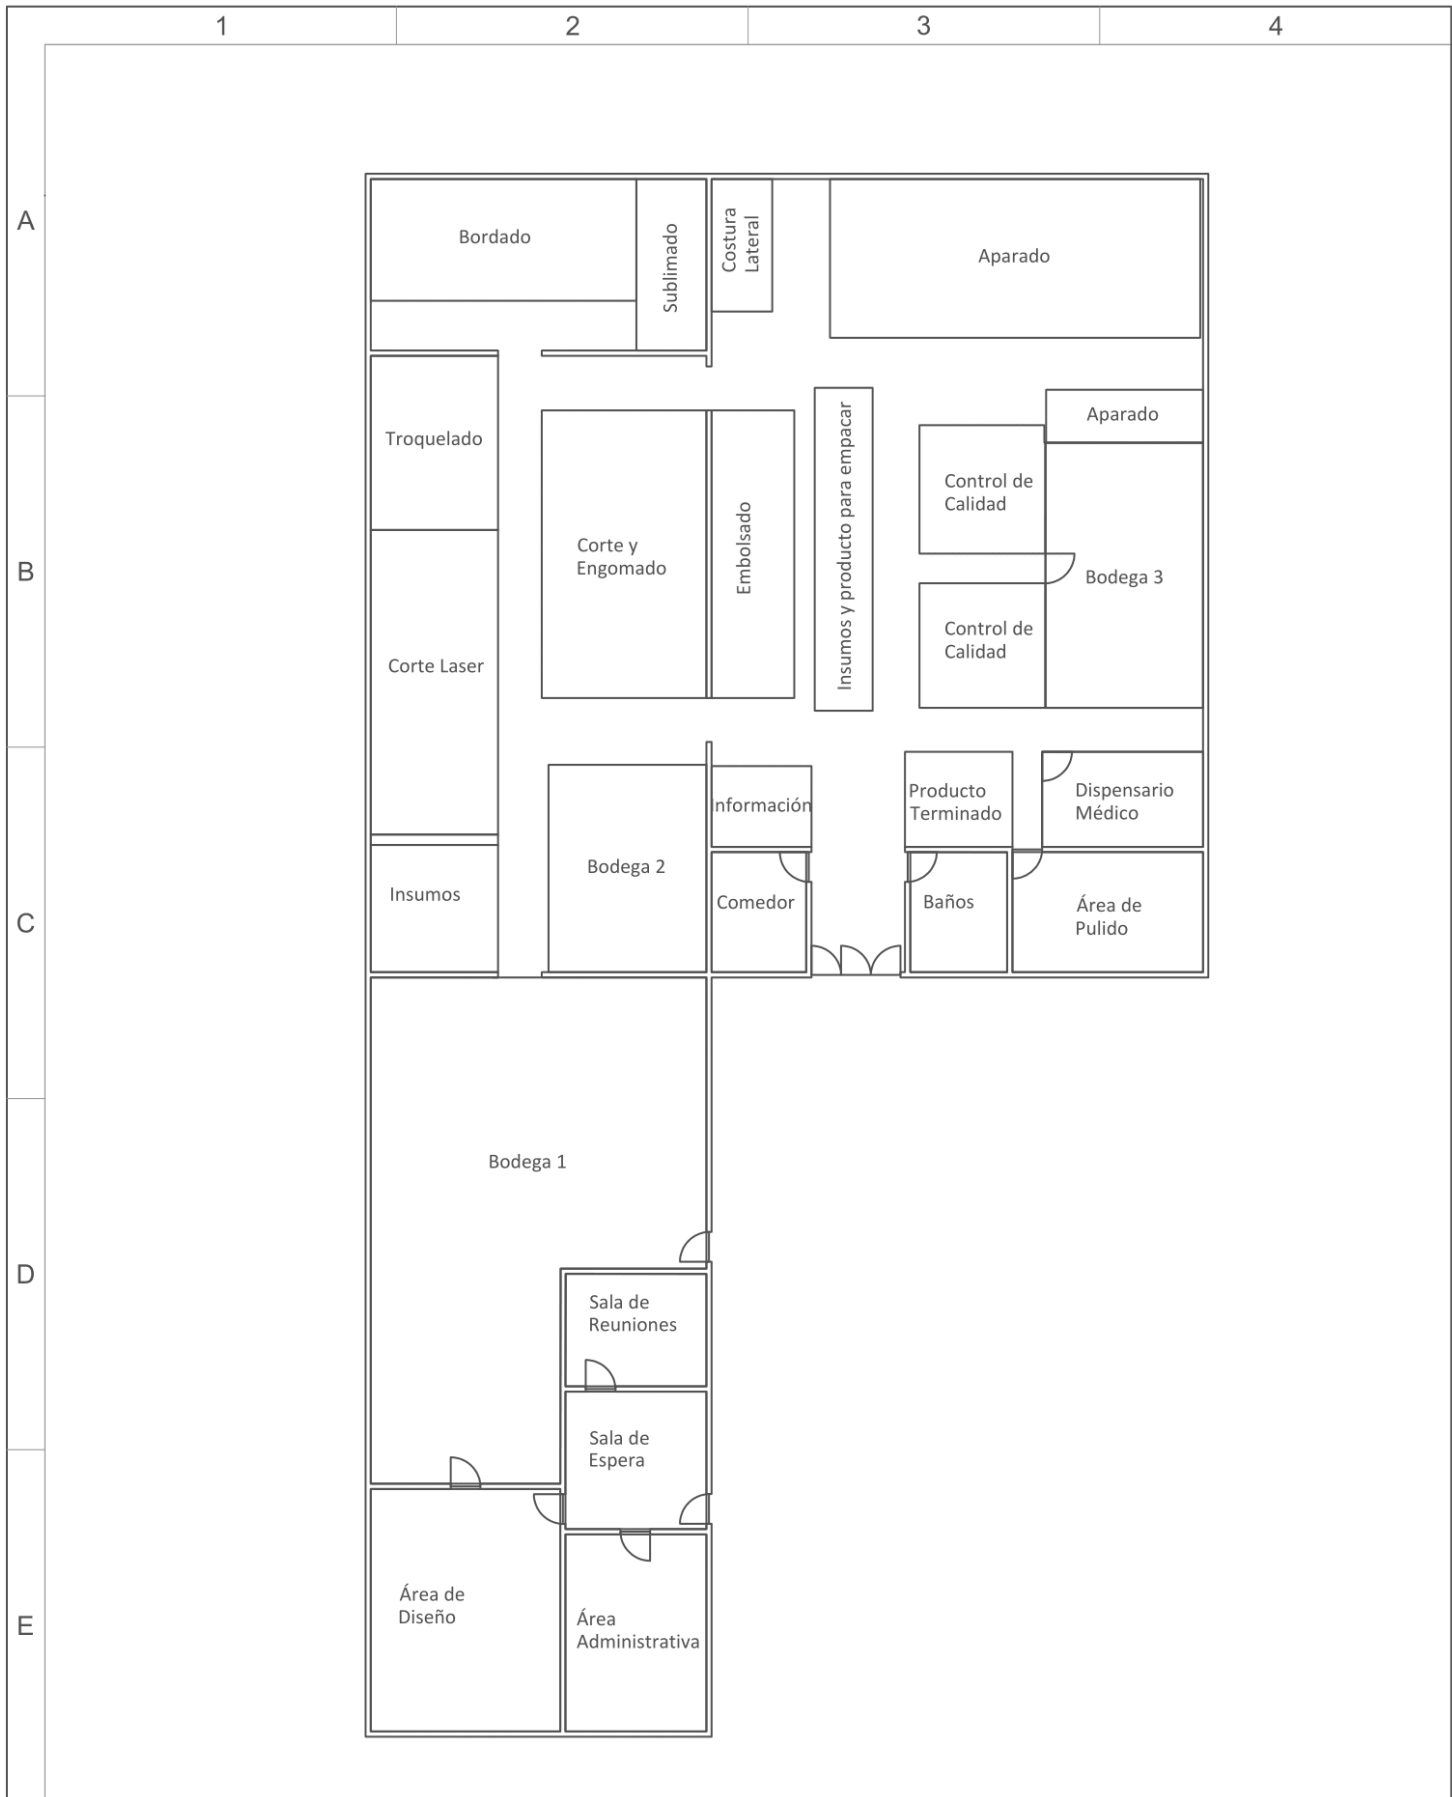 1
2
3
4
A
B
C
D
E
Bordado
Sublimado
Costura
Lateral
Aparado
Troquelado
Corte y
Engomado
Embolsado
Insumos y producto para empacar
Aparado
Control de
Calidad
Bodega 3
Control de
Calidad
Corte Laser
Información
Producto
Terminado
Dispensario
Médico
Insumos
Bodega 2
Comedor
Baños
Área de
Pulido
Bodega 1
Sala de
Reuniones
Sala de
Espera
Área de
Diseño
Área
Administrativa